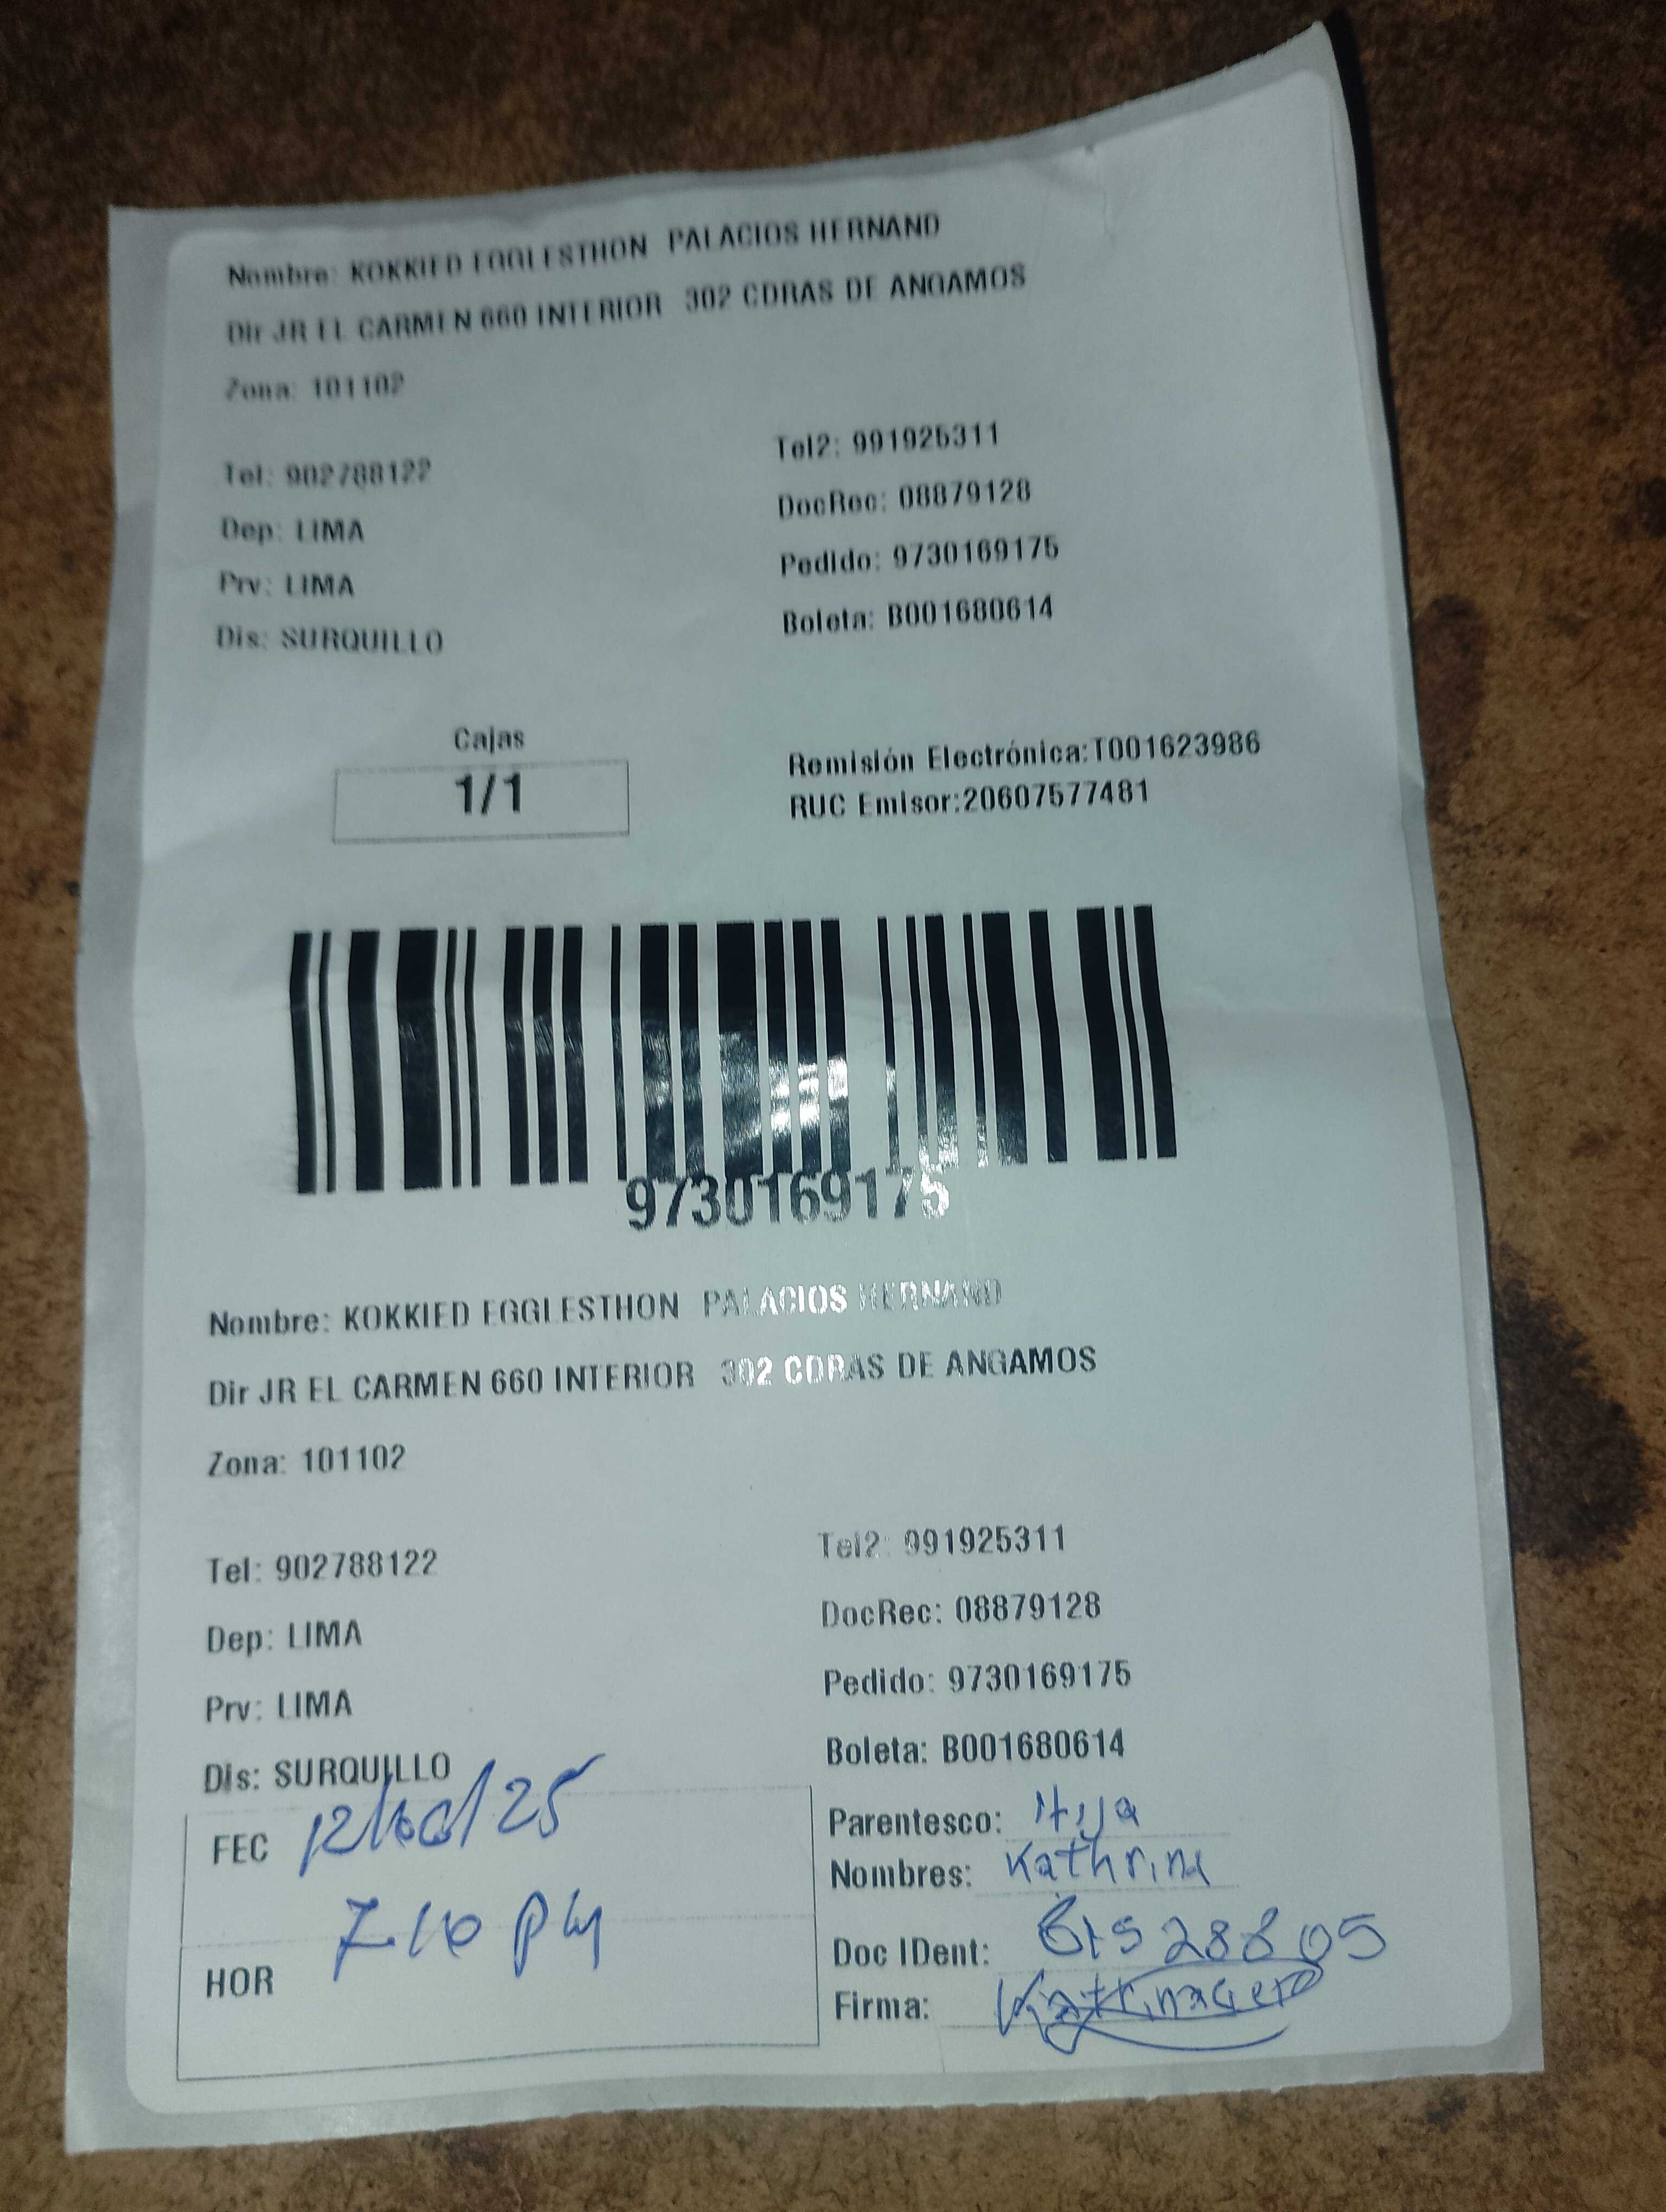 Nombre: KOKKIED EGGLESTHON PALACIOS HERNAND
Dir JR EL CARMEN 660 INTERIOR 302 CDRAS DE ANGAMOS
Zona: 101102
Tel: 902788122 Tel2: 991925311
Dep: LIMA DocRec: 08879128
Prv: LIMA Pedido: 9730169175
Dis: SURQUILLO Boleta: B001680614
Cajas
1/1
Remisión Electrónica:T001623986
RUC Emisor:20607577481
9730169175
Nombre: KOKKIED EGGLESTHON PALACIOS HERNAND
Dir JR EL CARMEN 660 INTERIOR 302 CDRAS DE ANGAMOS
Zona: 101102
Tel: 902788122 Tel2: 991925311
Dep: LIMA DocRec: 08879128
Prv: LIMA Pedido: 9730169175
Dis: SURQUILLO Boleta: B001680614
FEC
HOR 7 10 PM
Parentesco: Hija
Nombres: Kathrina
Doc IDent:
Firma: